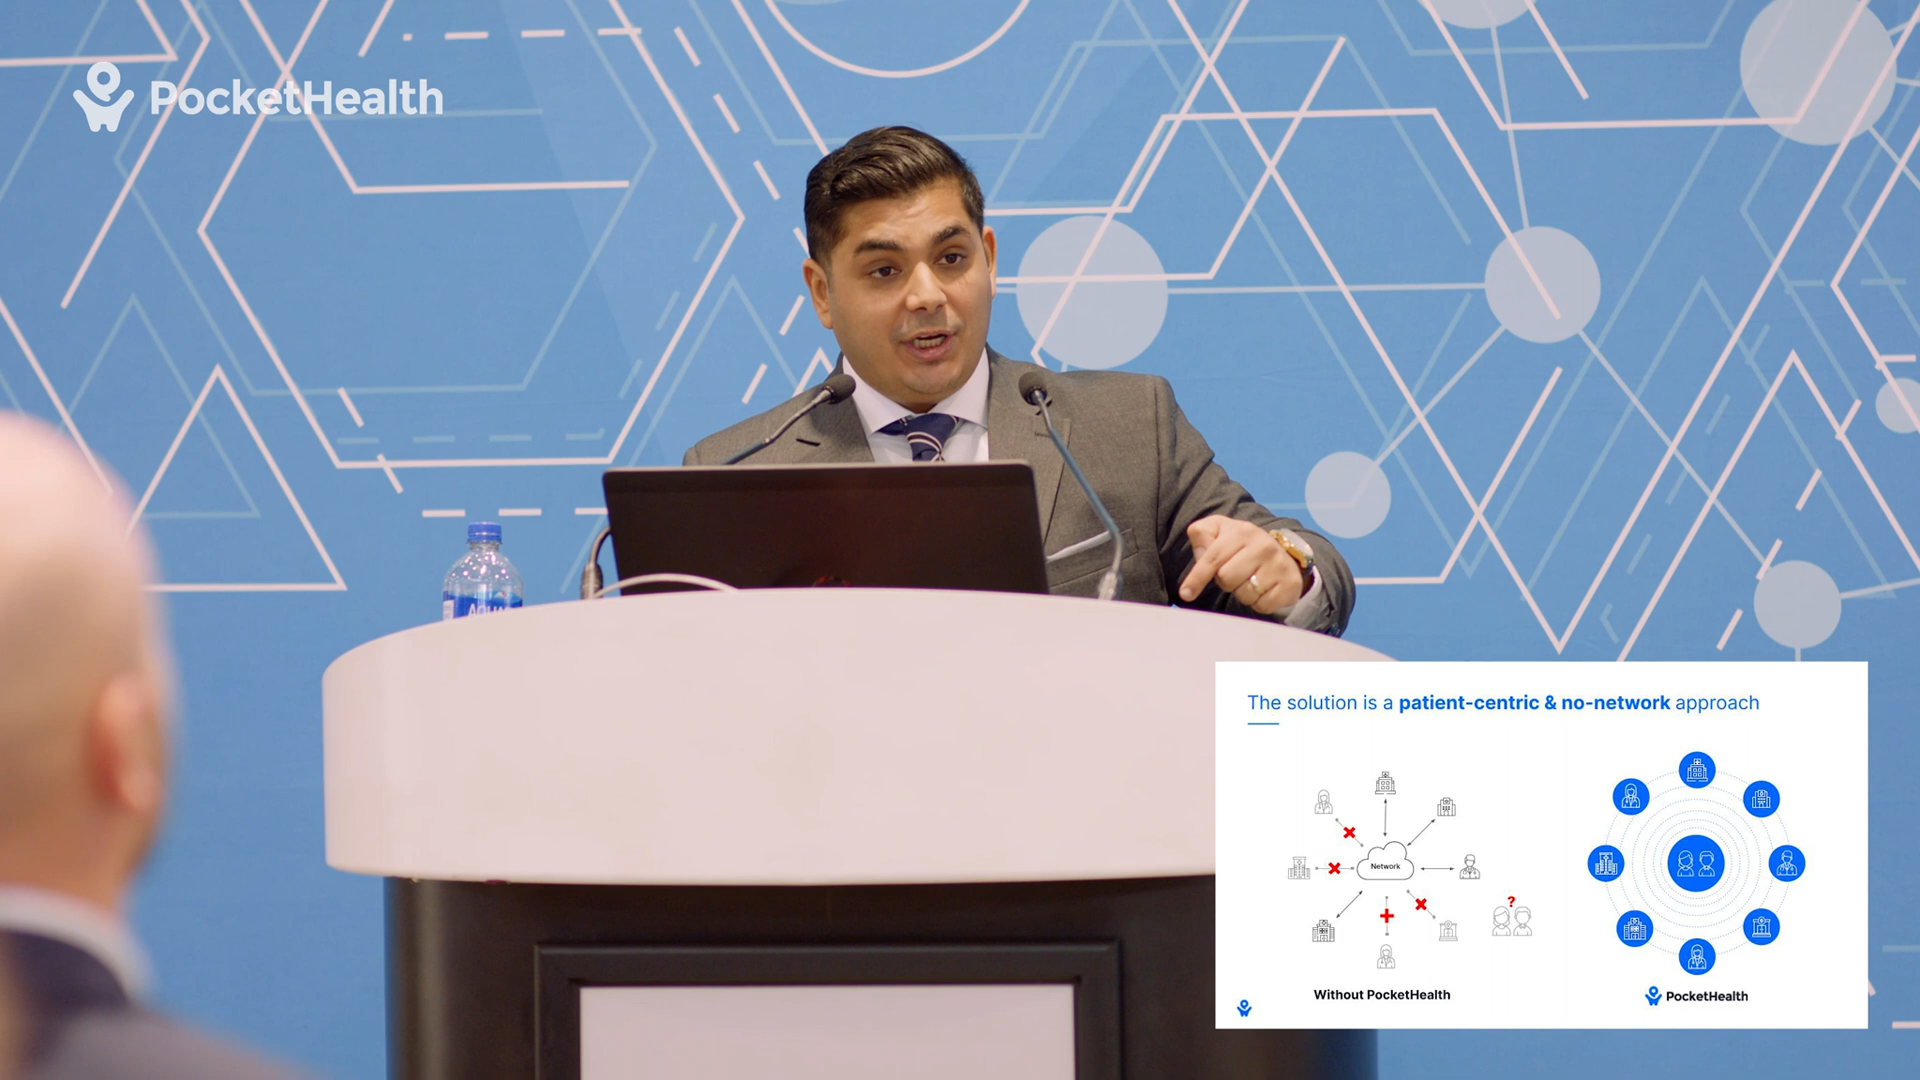 PocketHealth
The solution is a patient-centric & no-network approach
Network
?
Without PocketHealth
PocketHealth